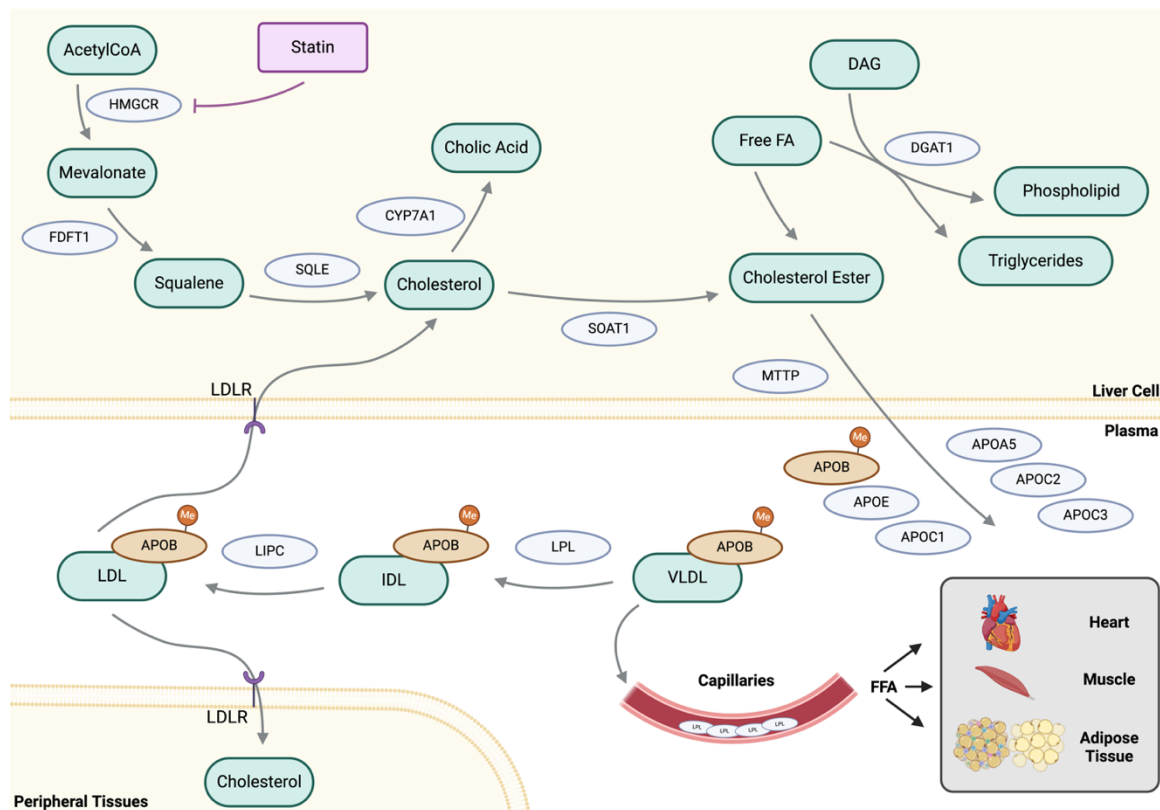 AcetylCoA
Statin
HMGCR
DAG
Mevalonate
Cholic Acid
Free FA
DGAT1
Phospholipid
FDFT1
CYP7A1
Squalene
SQLE
Cholesterol
Cholesterol Ester
Triglycerides
SOAT1
MTTP
LDLR
Liver Cell
Plasma
Me
APOB
APOE
APOC1
APOA5
APOC2
APOC3
Me
APOB
LDL
LIPC
Me
APOB
IDL
LPL
Me
APOB
VLDL
Capillaries
LPL
LPL
LPL
LPL
FFA
Heart
Muscle
Adipose
Tissue
LDLR
Cholesterol
Peripheral Tissues